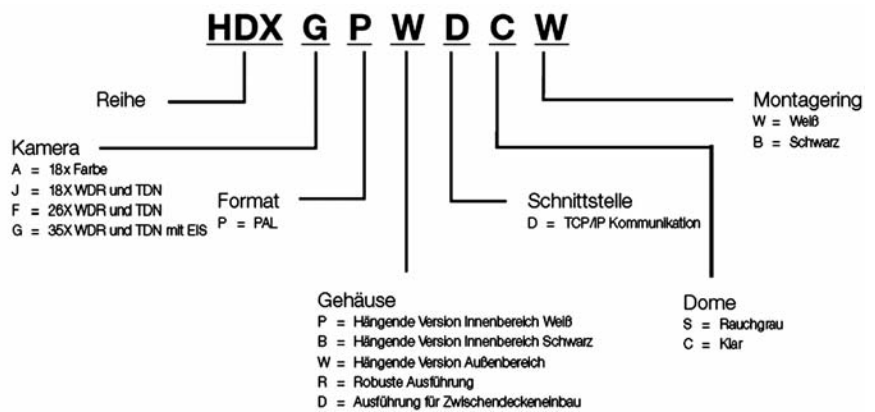 HDX G P W D C W
Reihe
Kamera
A = 18x Farbe
J = 18X WDR und TDN
F = 26X WDR und TDN
G = 35X WDR und TDN mit EIS
Format
P = PAL
Gehäuse
P = Hängende Version Innenbereich Weiß
B = Hängende Version Innenbereich Schwarz
W = Hängende Version Außenbereich
R = Robuste Ausführung
D = Ausführung für Zwischendeckeneinbau
Schnittstelle
D = TCP/IP Kommunikation
Dome
S = Rauchgrau
C = Klar
Montagering
W = Weiß
B = Schwarz